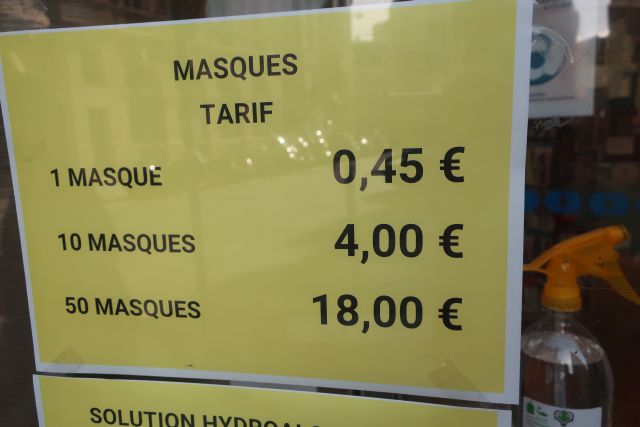 MASQUES
TARIF
1 MASQUE 0,45 €
10 MASQUES 4,00 €
50 MASQUES 18,00 €
SOLUTION